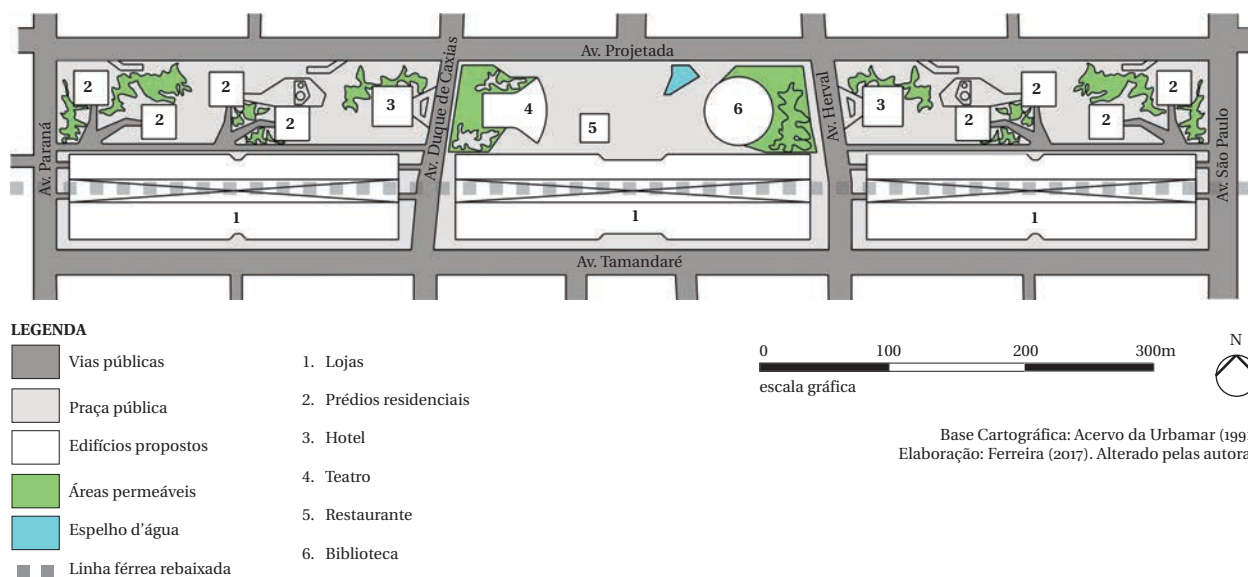 Av. Projetada
Av. Paraná
Av. Duque de Caxias
Av. Herval
Av. São Paulo
2
2
2
2
3
4
5
6
3
2
2
2
2
1
1
1
Av. Tamandaré
LEGENDA
Vias públicas
Praça pública
Edifícios propostos
Áreas permeáveis
Espelho d'água
Linha férrea rebaixada
1. Lojas
2. Prédios residenciais
3. Hotel
4. Teatro
5. Restaurante
6. Biblioteca
0 100 200 300m
escala gráfica
N
Base Cartográfica: Acervo da Urbamar (1991
Elaboração: Ferreira (2017). Alterado pelas autora